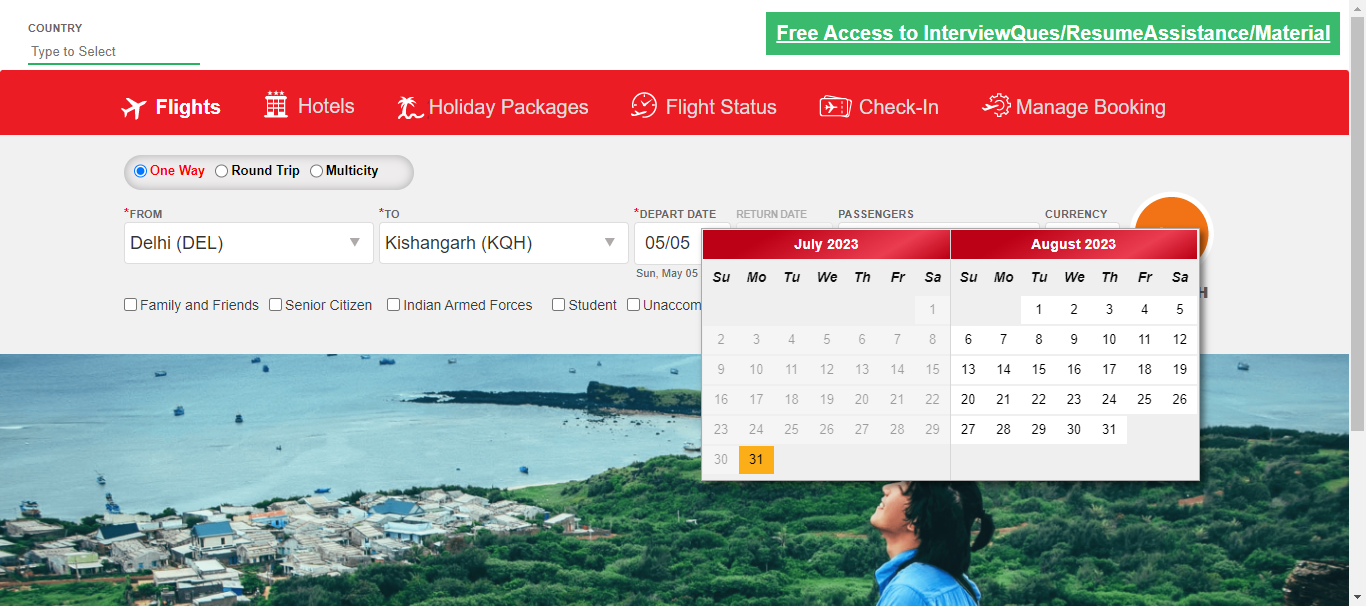 COUNTRY
Type to Select
Free Access to InterviewQues/ResumeAssistance/Material
Flights Hotels Holiday Packages Flight Status Check-In Manage Booking
One Way Round Trip Multicity
*FROM *TO *DEPART DATE RETURN DATE PASSENGERS CURRENCY
Delhi (DEL) Kishangarh (KQH) 05/05
Sun, May 05
Family and Friends Senior Citizen Indian Armed Forces Student Unaccom
H
July 2023 August 2023
Su Mo Tu We Th Fr Sa Su Mo Tu We Th Fr Sa
1 1 2 3 4 5
2 3 4 5 6 7 8 6 7 8 9 10 11 12
9 10 11 12 13 14 15 13 14 15 16 17 18 19
16 17 18 19 20 21 22 20 21 22 23 24 25 26
23 24 25 26 27 28 29 27 28 29 30 31
30 31